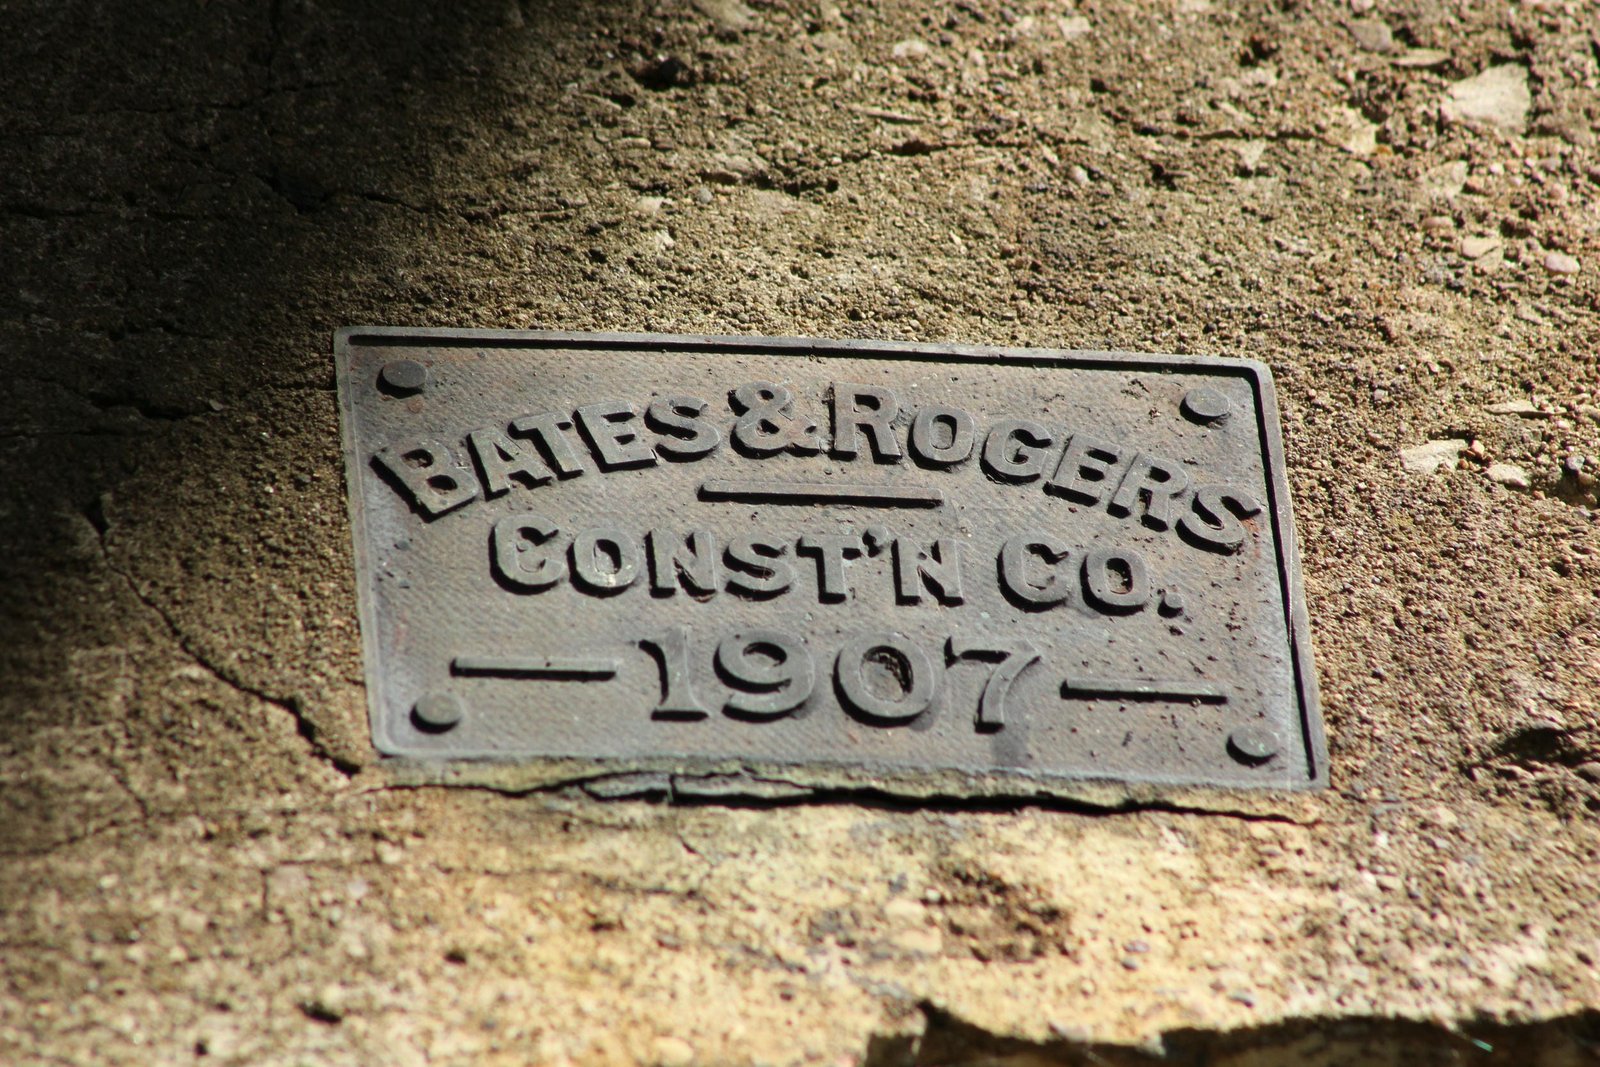 BATES & ROGERS
CONST'N CO.
1907